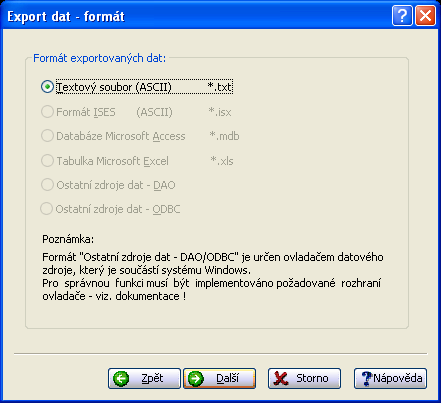 Export dat - formát
Formát exportovaných dat:
Textový soubor (ASCII) *.txt
Formát ISES (ASCII) *.isx
Databáze Microsoft Access *.mdb
Tabulka Microsoft Excel *.xls
Ostatní zdroje dat - DAO
Ostatní zdroje dat - ODBC
Poznámka:
Formát "Ostatní zdroje dat - DAO/ODBC" je určen ovladačem datového
zdroje, který je součástí systému Windows.
Pro správnou funkci musí být implementováno požadované rozhraní
ovladače - viz. dokumentace !
Zpět Další Storno ?Nápověda